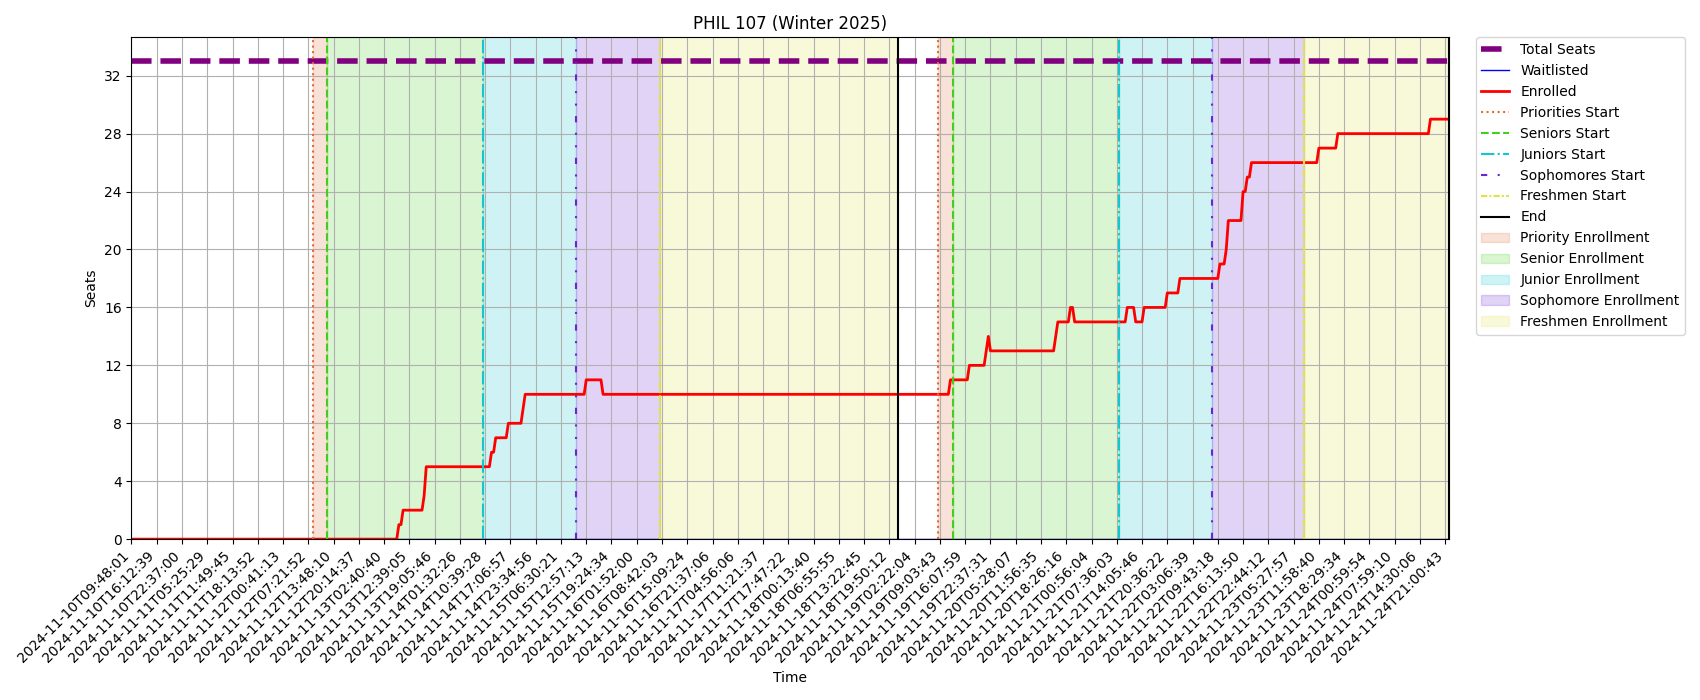 PHIL 107 (Winter 2025)
Seats
32
28
24
20
16
12
8
4
0
2024-11-10T09:48:01
2024-11-10T16:12:39
2024-11-10T22:37:00
2024-11-11T05:25:29
2024-11-11T11:49:45
2024-11-11T18:13:52
2024-11-12T00:41:13
2024-11-12T07:21:52
2024-11-12T13:48:10
2024-11-12T20:14:37
2024-11-13T02:40:40
2024-11-13T12:39:05
2024-11-13T19:05:46
2024-11-14T01:32:26
2024-11-14T10:39:28
2024-11-14T17:06:57
2024-11-14T23:34:56
2024-11-15T06:30:21
2024-11-15T12:57:13
2024-11-15T19:24:34
2024-11-16T01:52:00
2024-11-16T08:42:03
2024-11-16T15:09:24
2024-11-16T21:37:06
2024-11-17T04:56:06
2024-11-17T11:21:37
2024-11-17T17:47:22
2024-11-18T00:13:40
2024-11-18T06:55:55
2024-11-18T13:22:45
2024-11-18T19:50:12
2024-11-19T02:22:04
2024-11-19T09:03:43
2024-11-19T16:07:59
2024-11-19T22:37:31
2024-11-20T05:28:07
2024-11-20T11:56:35
2024-11-20T18:26:16
2024-11-21T00:56:04
2024-11-21T07:36:03
2024-11-21T14:05:46
2024-11-21T20:36:22
2024-11-22T03:06:39
2024-11-22T09:43:18
2024-11-22T16:13:50
2024-11-22T22:44:12
2024-11-23T05:27:57
2024-11-23T11:58:40
2024-11-23T18:29:34
2024-11-24T00:59:54
2024-11-24T07:59:10
2024-11-24T14:30:06
2024-11-24T21:00:43
Time
Total Seats
Waitlisted
Enrolled
Priorities Start
Seniors Start
Juniors Start
Sophomores Start
Freshmen Start
End
Priority Enrollment
Senior Enrollment
Junior Enrollment
Sophomore Enrollment
Freshmen Enrollment